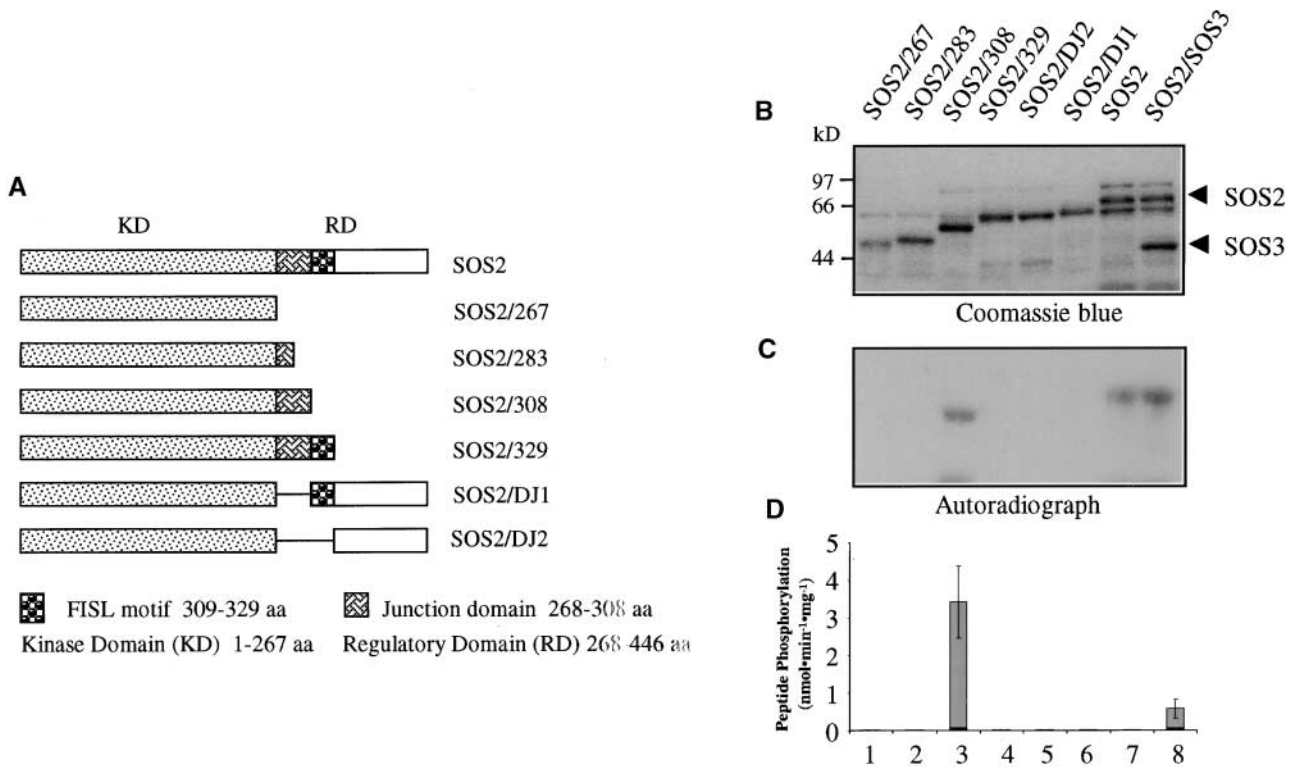 A
KD RD
SOS2
SOS2/267
SOS2/283
SOS2/308
SOS2/329
SOS2/DJ1
SOS2/DJ2
FISL motif 309-329 aa
Junction domain 268-308 aa
Kinase Domain (KD) 1-267 aa
Regulatory Domain (RD) 268-446 aa
B
SOS2/267
SOS2/283
SOS2/308
SOS2/329
SOS2/DJ2
SOS2/DJ1
SOS2
SOS2/SOS3
kD
97
66
44
SOS2
SOS3
Coomassie blue
C
Autoradiograph
D
Peptide Phosphorylation
(nmol•min-1•mg-1)
5
4
3
2
1
0
1 2 3 4 5 6 7 8